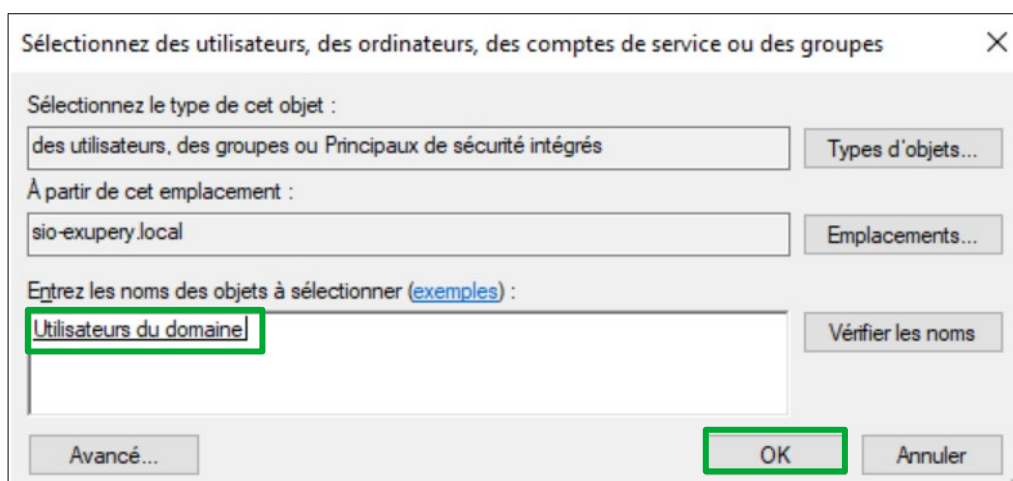 Sélectionnez des utilisateurs, des ordinateurs, des comptes de service ou des groupes
Sélectionnez le type de cet objet :
des utilisateurs, des groupes ou Principaux de sécurité intégrés
Types d'objets...
À partir de cet emplacement :
sio-exupery.local
Emplacements...
Entrez les noms des objets à sélectionner (exemples) :
Utilisateurs du domaine
Vérifier les noms
Avancé...
OK
Annuler